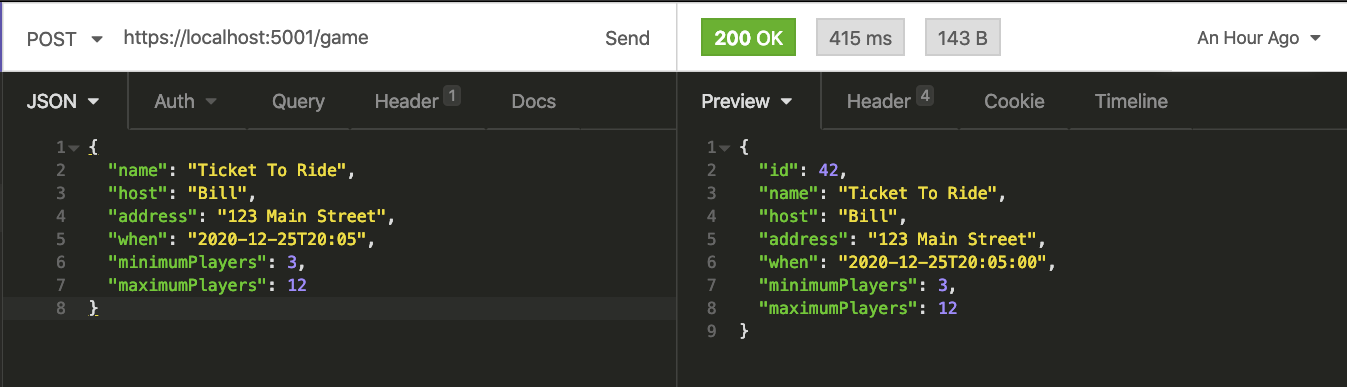 POST https://localhost:5001/game Send
200 OK 415 ms 143 B An Hour Ago
JSON Auth Query Header 1 Docs
Preview Header 4 Cookie Timeline
1 {
2 "name": "Ticket To Ride",
3 "host": "Bill",
4 "address": "123 Main Street",
5 "when": "2020-12-25T20:05",
6 "minimumPlayers": 3,
7 "maximumPlayers": 12
8 }
1 {
2 "id": 42,
3 "name": "Ticket To Ride",
4 "host": "Bill",
5 "address": "123 Main Street",
6 "when": "2020-12-25T20:05:00",
7 "minimumPlayers": 3,
8 "maximumPlayers": 12
9 }